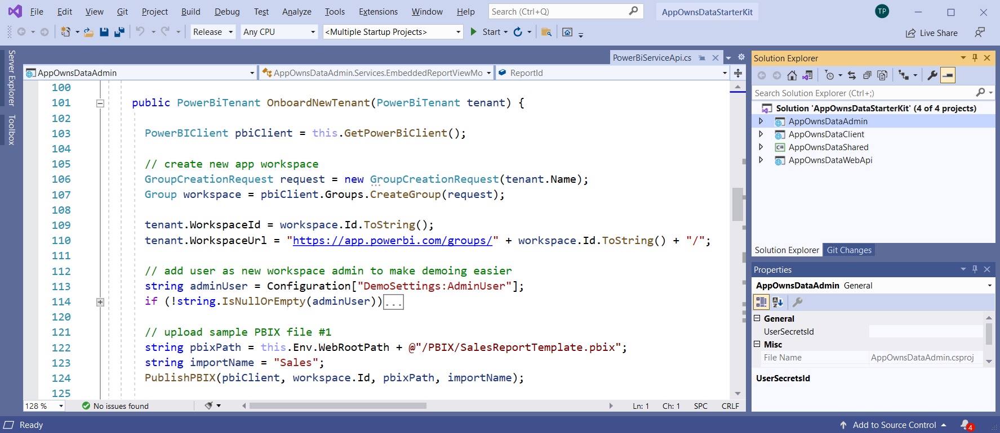 File Edit View Git Project Build Debug Test Analyze Tools Extensions Window Help Search (Ctrl+Q) AppOwnsDataStarterKit TP
Release Any CPU <Multiple Startup Projects> Start Live Share
Server Explorer
Toolbox
PowerBiServiceApi.cs
AppOwnsDataAdmin AppOwnsDataAdmin.Services.EmbeddedReportViewMo ReportId
100
101 public PowerBiTenant OnboardNewTenant(PowerBiTenant tenant) {
102
103 PowerBIClient pbiClient = this.GetPowerBiClient();
104
105 // create new app workspace
106 GroupCreationRequest request = new GroupCreationRequest(tenant.Name);
107 Group workspace = pbiClient.Groups.CreateGroup(request);
108
109 tenant.WorkspaceId = workspace.Id.ToString();
110 tenant.WorkspaceUrl = "https://app.powerbi.com/groups/" + workspace.Id.ToString() + "/";
111
112 // add user as new workspace admin to make demoing easier
113 string adminUser = Configuration["DemoSettings:AdminUser"];
114 if (!string.IsNullOrEmpty(adminUser))...
120
121 // upload sample PBIX file #1
122 string pbixPath = this.Env.WebRootPath + @"/PBIX/SalesReportTemplate.pbix";
123 string importName = "Sales";
124 PublishPBIX(pbiClient, workspace.Id, pbixPath, importName);
125
128 % No issues found Ln: 1 Ch: 1 SPC CRLF
Solution Explorer
Search Solution Explorer (Ctrl+;)
Solution 'AppOwnsDataStarterKit' (4 of 4 projects)
AppOwnsDataAdmin
AppOwnsDataClient
C# AppOwnsDataShared
AppOwnsDataWebApi
Solution Explorer Git Changes
Properties
AppOwnsDataAdmin General
General
UserSecretsId
Misc
File Name AppOwnsDataAdmin.csproj
UserSecretsId
Ready Add to Source Control 4